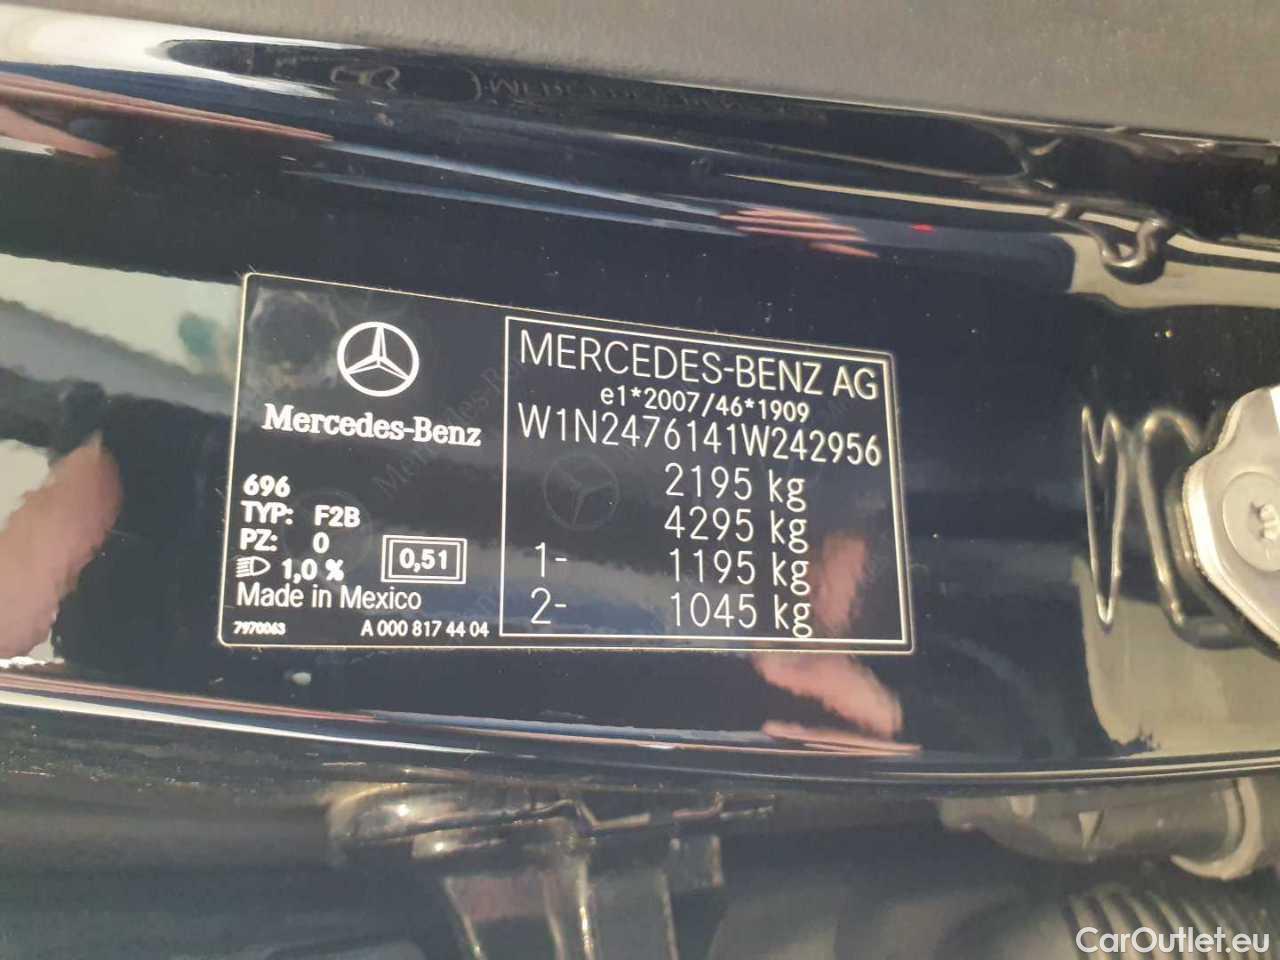 Mercedes-Benz
696
TYP: F2B
PZ: 0
1,0 %
0,51
Made in Mexico
7970063 A 000 817 44 04
MERCEDES-BENZ AG
e1*2007/46*1909
W1N2476141W242956
2195 kg
4295 kg
1- 1195 kg
2- 1045 kg
CarOutlet.eu